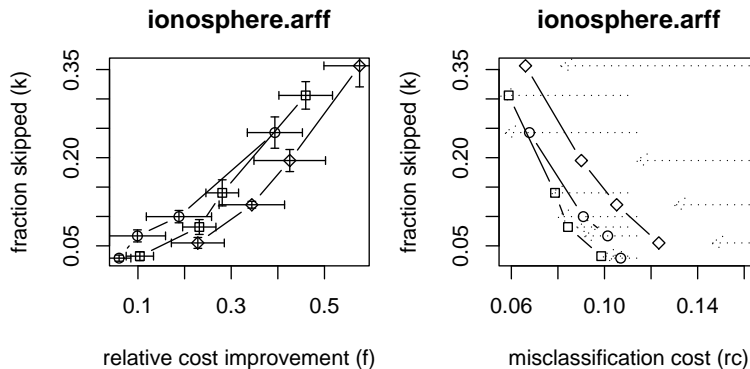 ionosphere.arff
fraction skipped (k)
0.35
0.20
0.05
0.1
0.3
0.5
relative cost improvement (f)
ionosphere.arff
fraction skipped (k)
0.35
0.20
0.05
0.06
0.10
0.14
misclassification cost (rc)